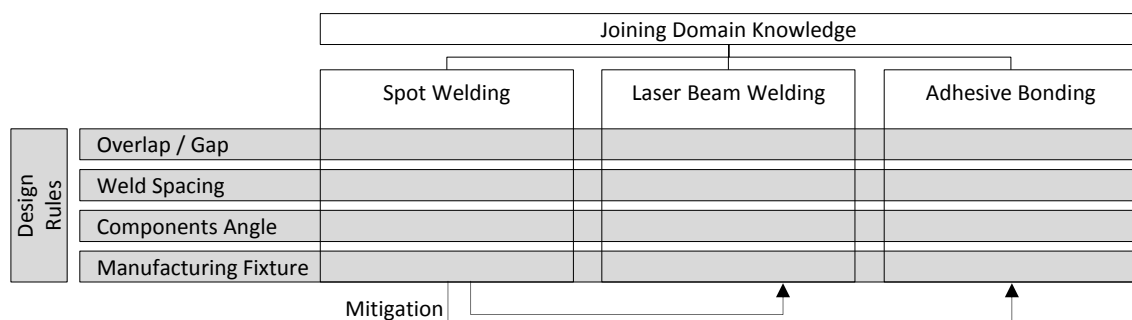 Joining Domain Knowledge
Spot Welding
Laser Beam Welding
Adhesive Bonding
Design
Rules
Overlap / Gap
Weld Spacing
Components Angle
Manufacturing Fixture
Mitigation